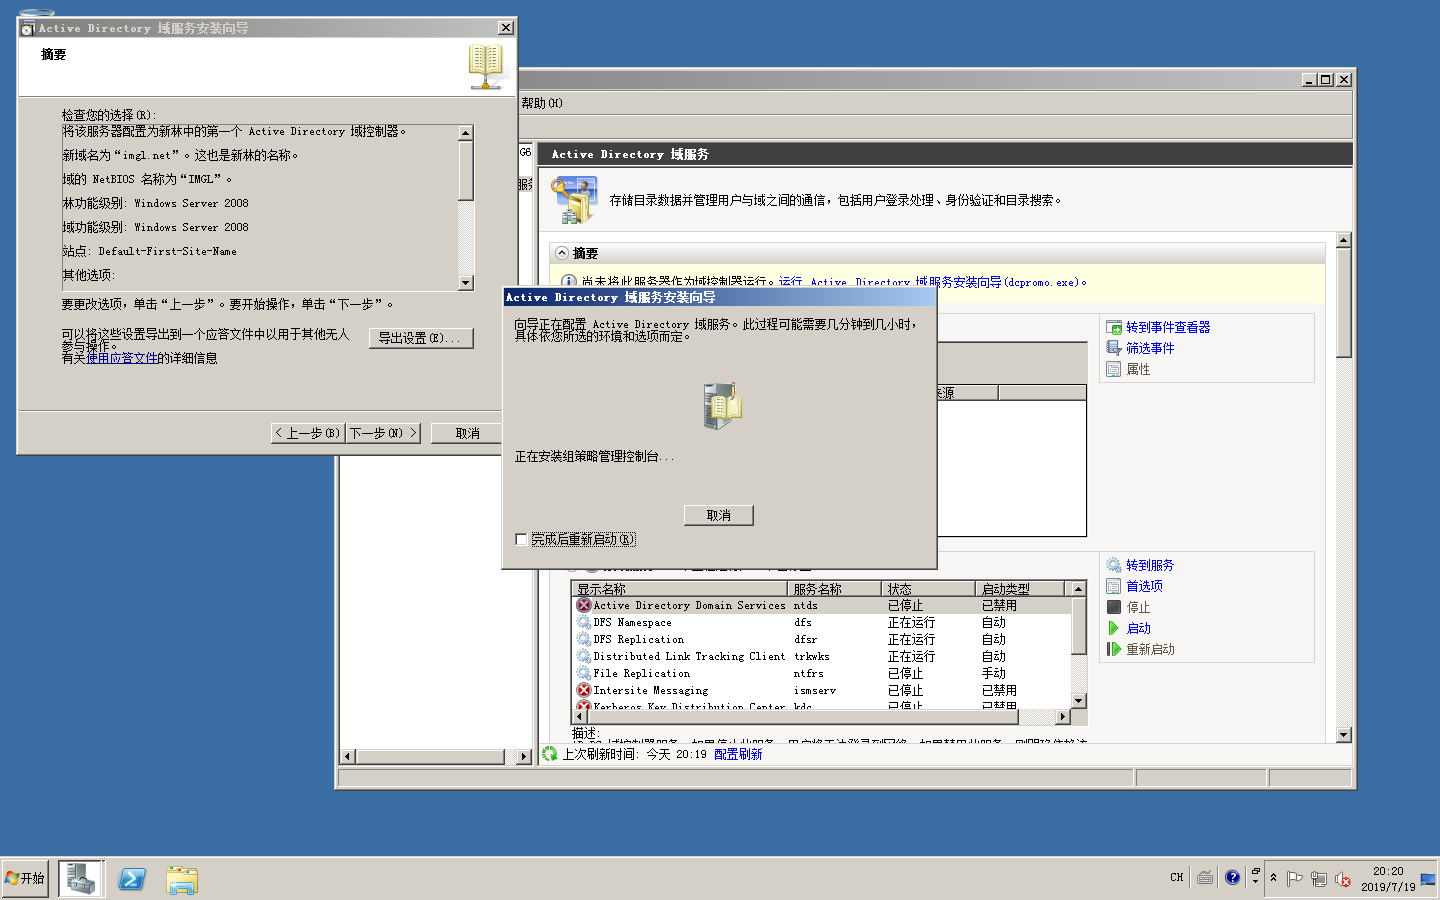 Active Directory 域服务安装向导
摘要
检查您的选择(R):
将该服务器配置为新林中的第一个 Active Directory 域控制器。
新域名为“imgl.net”。这也是新林的名称。
域的 NetBIOS 名称为“IMGL”。
林功能级别: Windows Server 2008
域功能级别: Windows Server 2008
站点: Default-First-Site-Name
其他选项:
要更改选项，单击“上一步”。要开始操作，单击“下一步”。
可以将这些设置导出到一个应答文件中以用于其他无人
参与操作。
导出设置(E)...
有关使用应答文件的详细信息
< 上一步(B)
下一步(N) >
取消
帮助(H)
G6
服务
Active Directory 域服务
存储目录数据并管理用户与域之间的通信，包括用户登录处理、身份验证和目录搜索。
摘要
尚未将此服务器作为域控制器运行。运行 Active Directory 域服务安装向导(dcpromo.exe)。
转到事件查看器
筛选事件
属性
来源
Active Directory 域服务安装向导
向导正在配置 Active Directory 域服务。此过程可能需要几分钟到几小时，
具体依您所选的环境和选项而定。
正在安装组策略管理控制台...
取消
完成后重新启动(R)
显示名称 服务名称 状态 启动类型
Active Directory Domain Services ntds 已停止 已禁用
DFS Namespace dfs 正在运行 自动
DFS Replication dfsr 正在运行 自动
Distributed Link Tracking Client trkwks 正在运行 自动
File Replication ntfrs 已停止 手动
Intersite Messaging ismserv 已停止 已禁用
Kerberos Key Distribution Center kdc 已停止 已禁用
转到服务
首选项
停止
启动
重新启动
描述:
上次刷新时间: 今天 20:19 配置刷新
开始
CH
20:20
2019/7/19